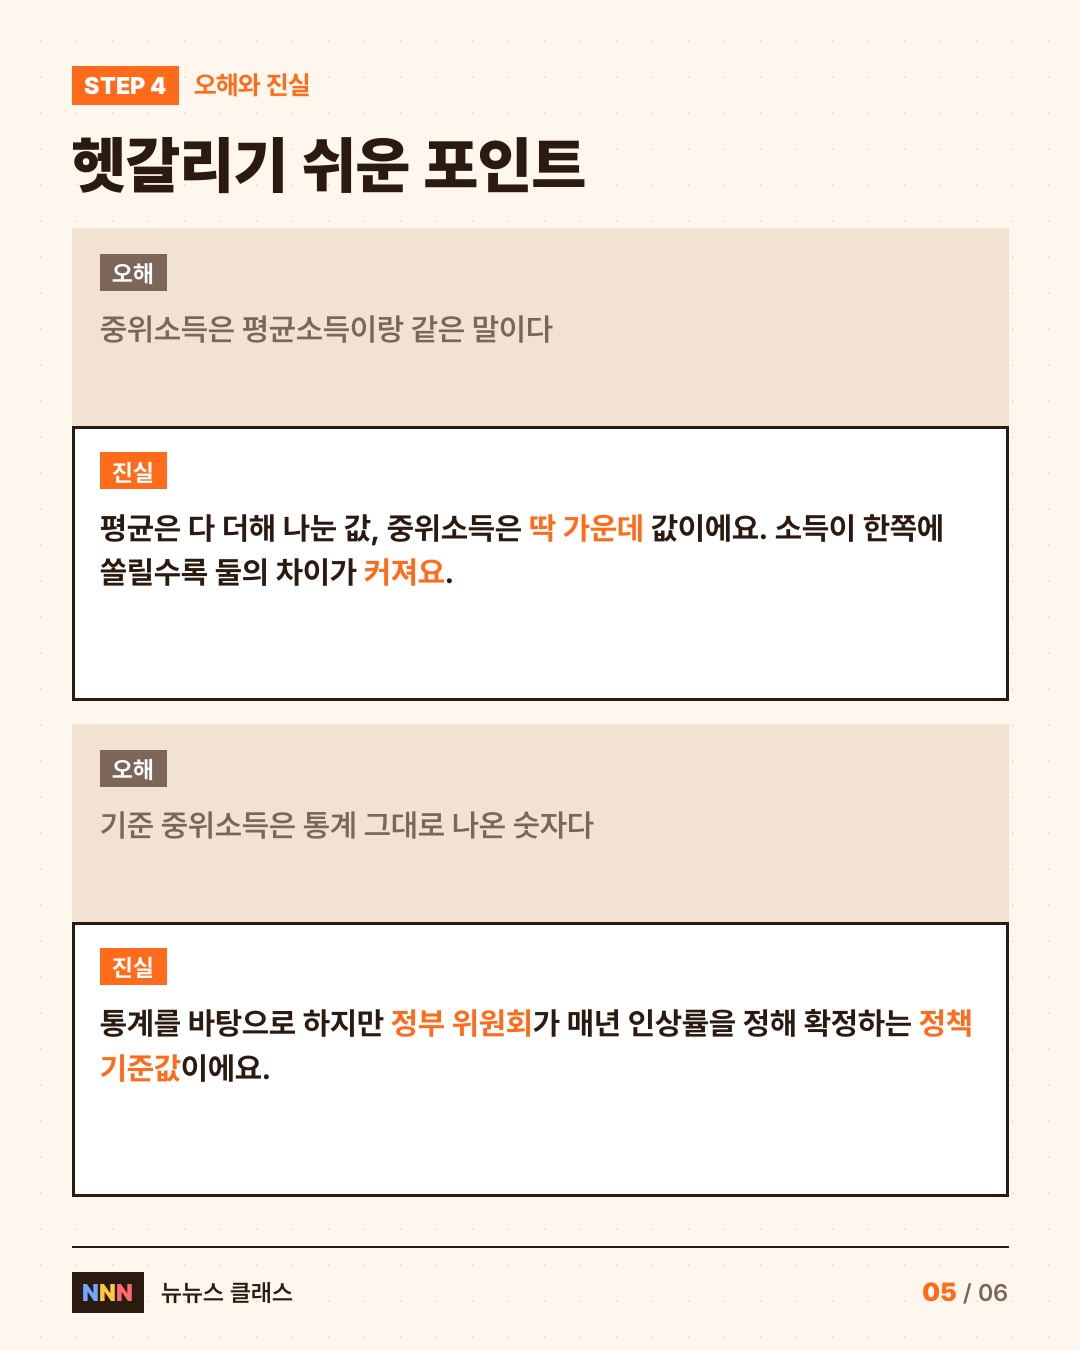 STEP 4 오해와 진실
헷갈리기 쉬운 포인트
오해
중위소득은 평균소득이랑 같은 말이다
진실
평균은 다 더해 나눈 값, 중위소득은 딱 가운데 값이에요. 소득이 한쪽에
쏠릴수록 둘의 차이가 커져요.
오해
기준 중위소득은 통계 그대로 나온 숫자다
진실
통계를 바탕으로 하지만 정부 위원회가 매년 인상률을 정해 확정하는 정책
기준값이에요.
NNN 뉴뉴스 클래스
05 / 06